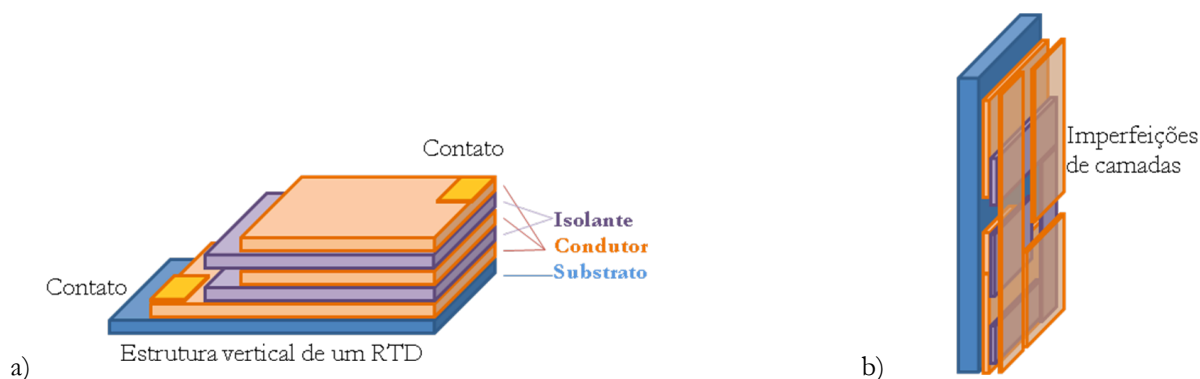 Contato
Isolante
Condutor
Substrato
Contato
Estrutura vertical de um RTD
a)
Imperfeições
de camadas
b)